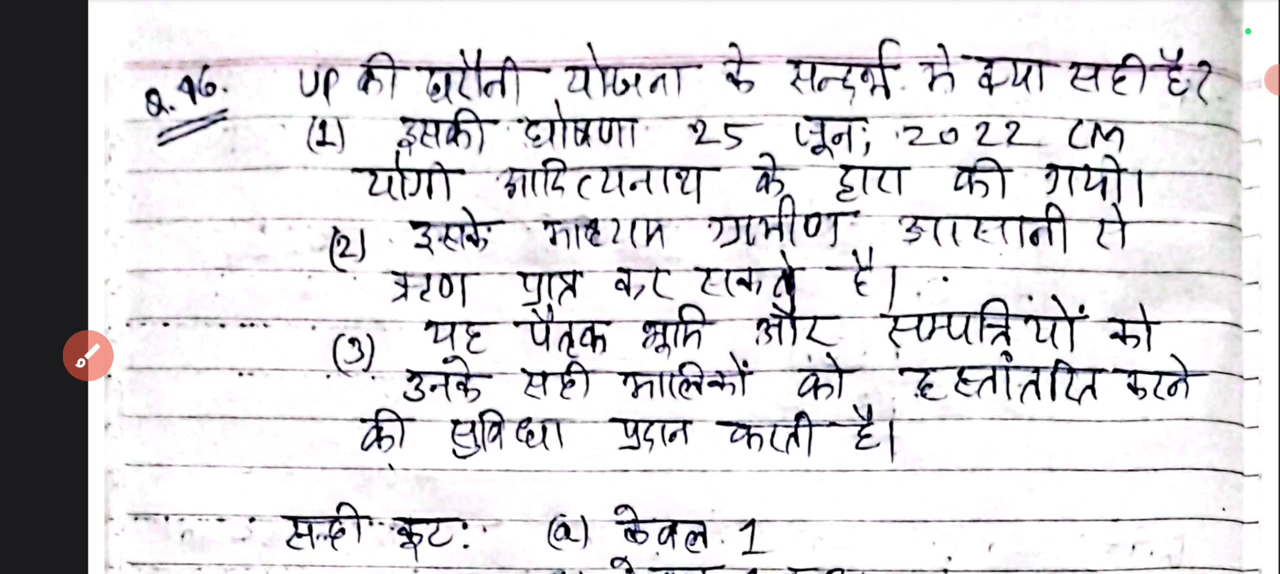 Q.16. UP की घरौनी योजना के सन्दर्भ मे क्या सही है?
(1) इसकी घोषणा 25 जून, 2022 CM
योगी आदित्यनाथ के द्वारा की गयी।
(2) इसके माध्यम ग्रामीण आसानी से
ऋण प्राप्त कर सकते है।
(3) यह पैतृक भूमि और सम्पत्तियों को
उनके सही मालिकों को हस्तांतरित करने
की सुविधा प्रदान करती है।
सही कूट: (a) केवल 1